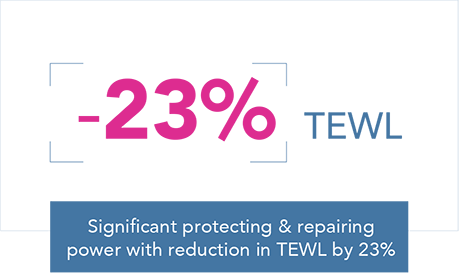 -23% TEWL
Significant protecting & repairing
power with reduction in TEWL by 23%